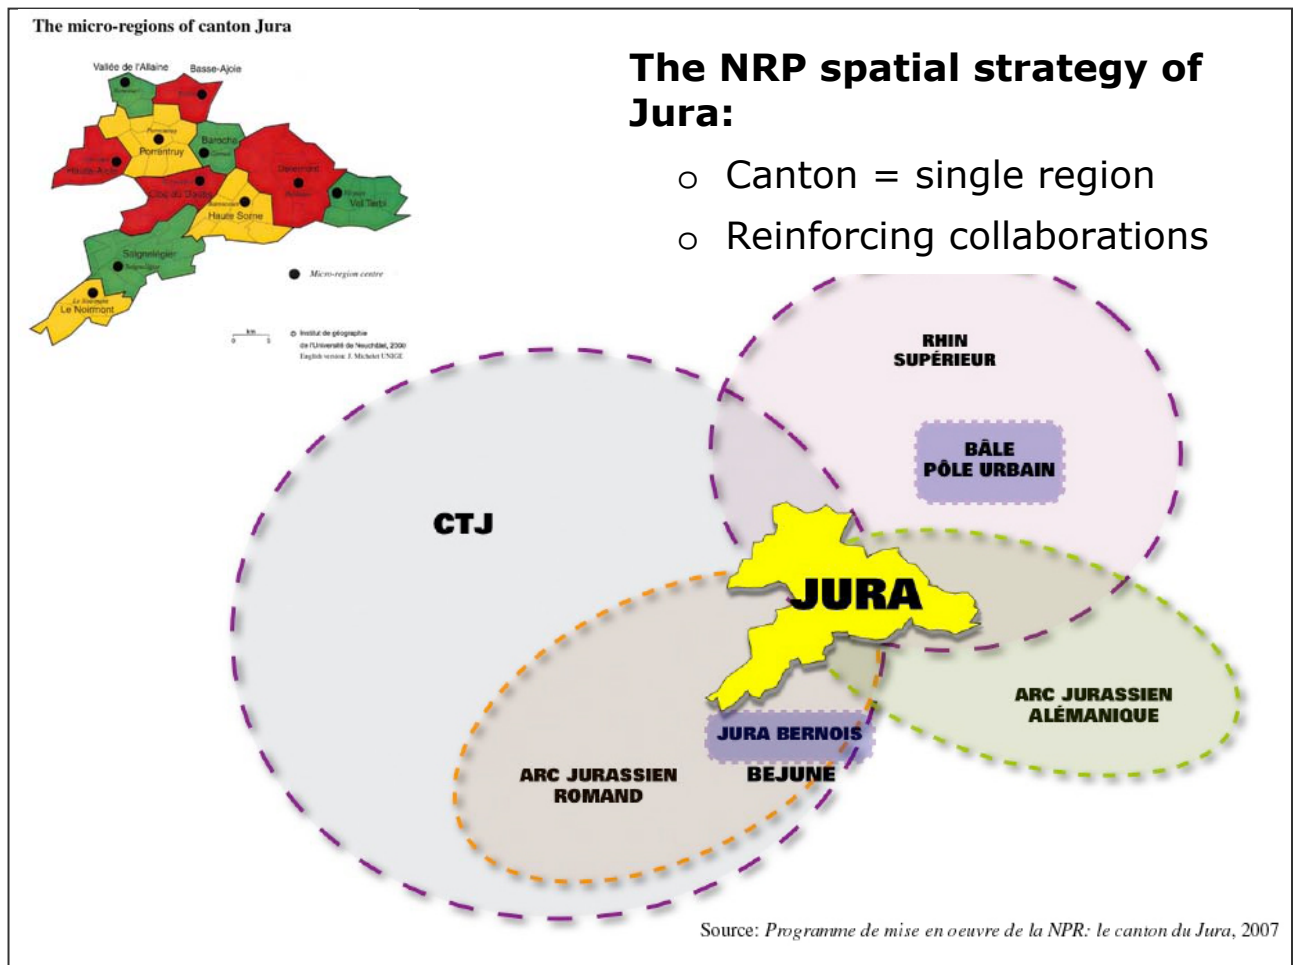 The micro-regions of canton Jura
Vallée de l'Allaine
Basse-Ajoie
Porrentruy
Baroche
Haute-Ajoie
Delémont
Val Terbi
Haute Sorne
Saignelégier
Le Noirmont
Le Noirmont
Micro-region centre
km
© Institut de géographie
de l'Université de Neuchâtel, 2000
English version: J. Michelet UNIGE
The NRP spatial strategy of
Jura:
o Canton = single region
o Reinforcing collaborations
RHIN
SUPÉRIEUR
BÂLE
PÔLE URBAIN
CTJ
JURA
ARC JURASSIEN
ALÉMANIQUE
JURA BERNOIS
BEJUNE
ARC JURASSIEN
ROMAND
Source: Programme de mise en oeuvre de la NPR: le canton du Jura, 2007